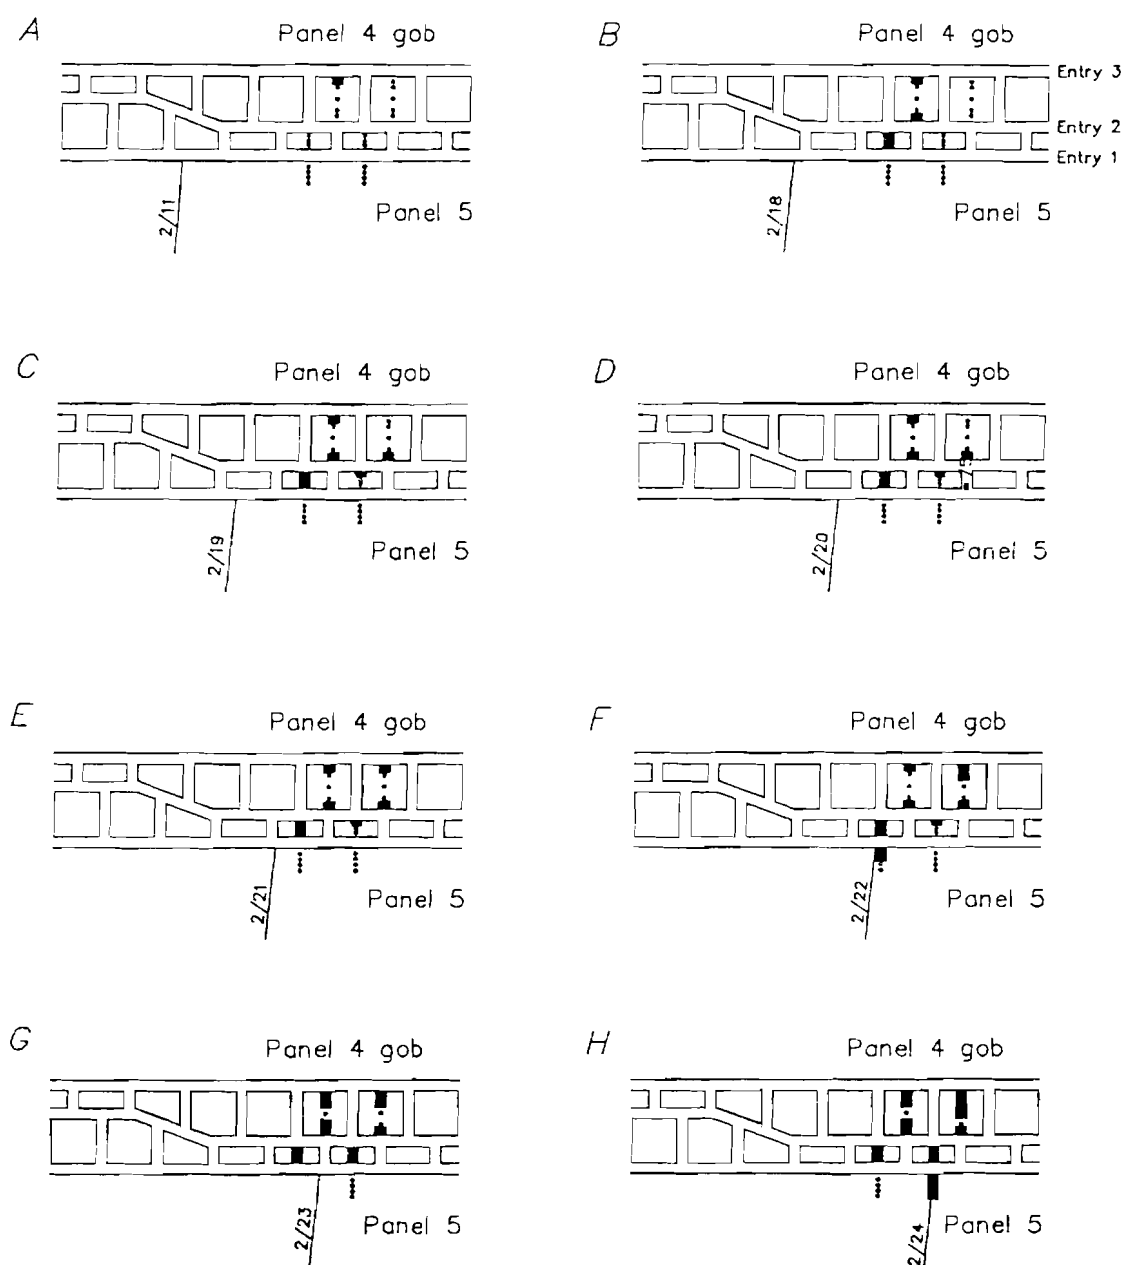 A
Panel 4 gob
2/11
Panel 5
B
Panel 4 gob
Entry 3
Entry 2
Entry 1
2/18
Panel 5
C
Panel 4 gob
2/19
Panel 5
D
Panel 4 gob
2/20
Panel 5
E
Panel 4 gob
2/21
Panel 5
F
Panel 4 gob
2/22
Panel 5
G
Panel 4 gob
2/23
Panel 5
H
Panel 4 gob
2/24
Panel 5